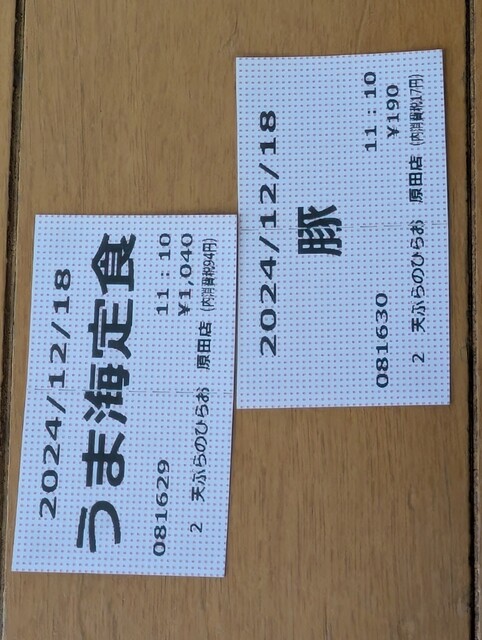 2024/12/18
うま海定食
11:10
081629 ¥1,040
2 天ぷらのひらお 原田店 (内消費税94円)
2024/12/18
豚
11:10
081630 ¥190
2 天ぷらのひらお 原田店 (内消費税17円)